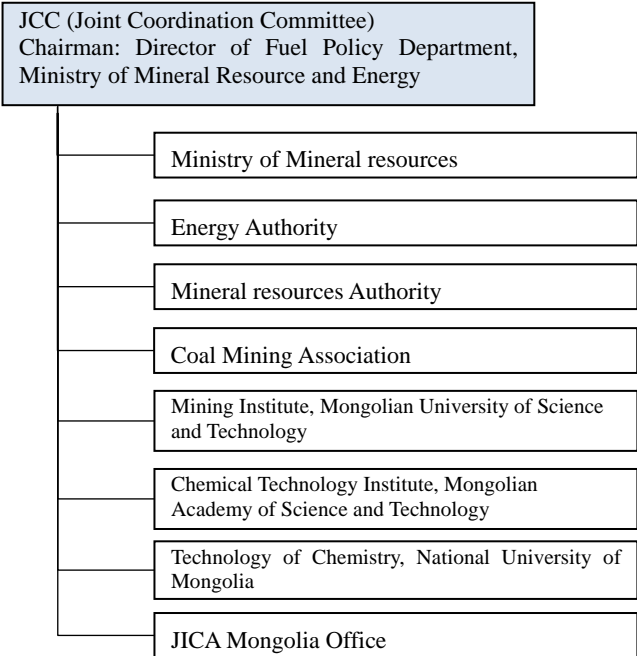 JCC (Joint Coordination Committee)
Chairman: Director of Fuel Policy Department,
Ministry of Mineral Resource and Energy
Ministry of Mineral resources
Energy Authority
Mineral resources Authority
Coal Mining Association
Mining Institute, Mongolian University of Science
and Technology
Chemical Technology Institute, Mongolian
Academy of Science and Technology
Technology of Chemistry, National University of
Mongolia
JICA Mongolia Office